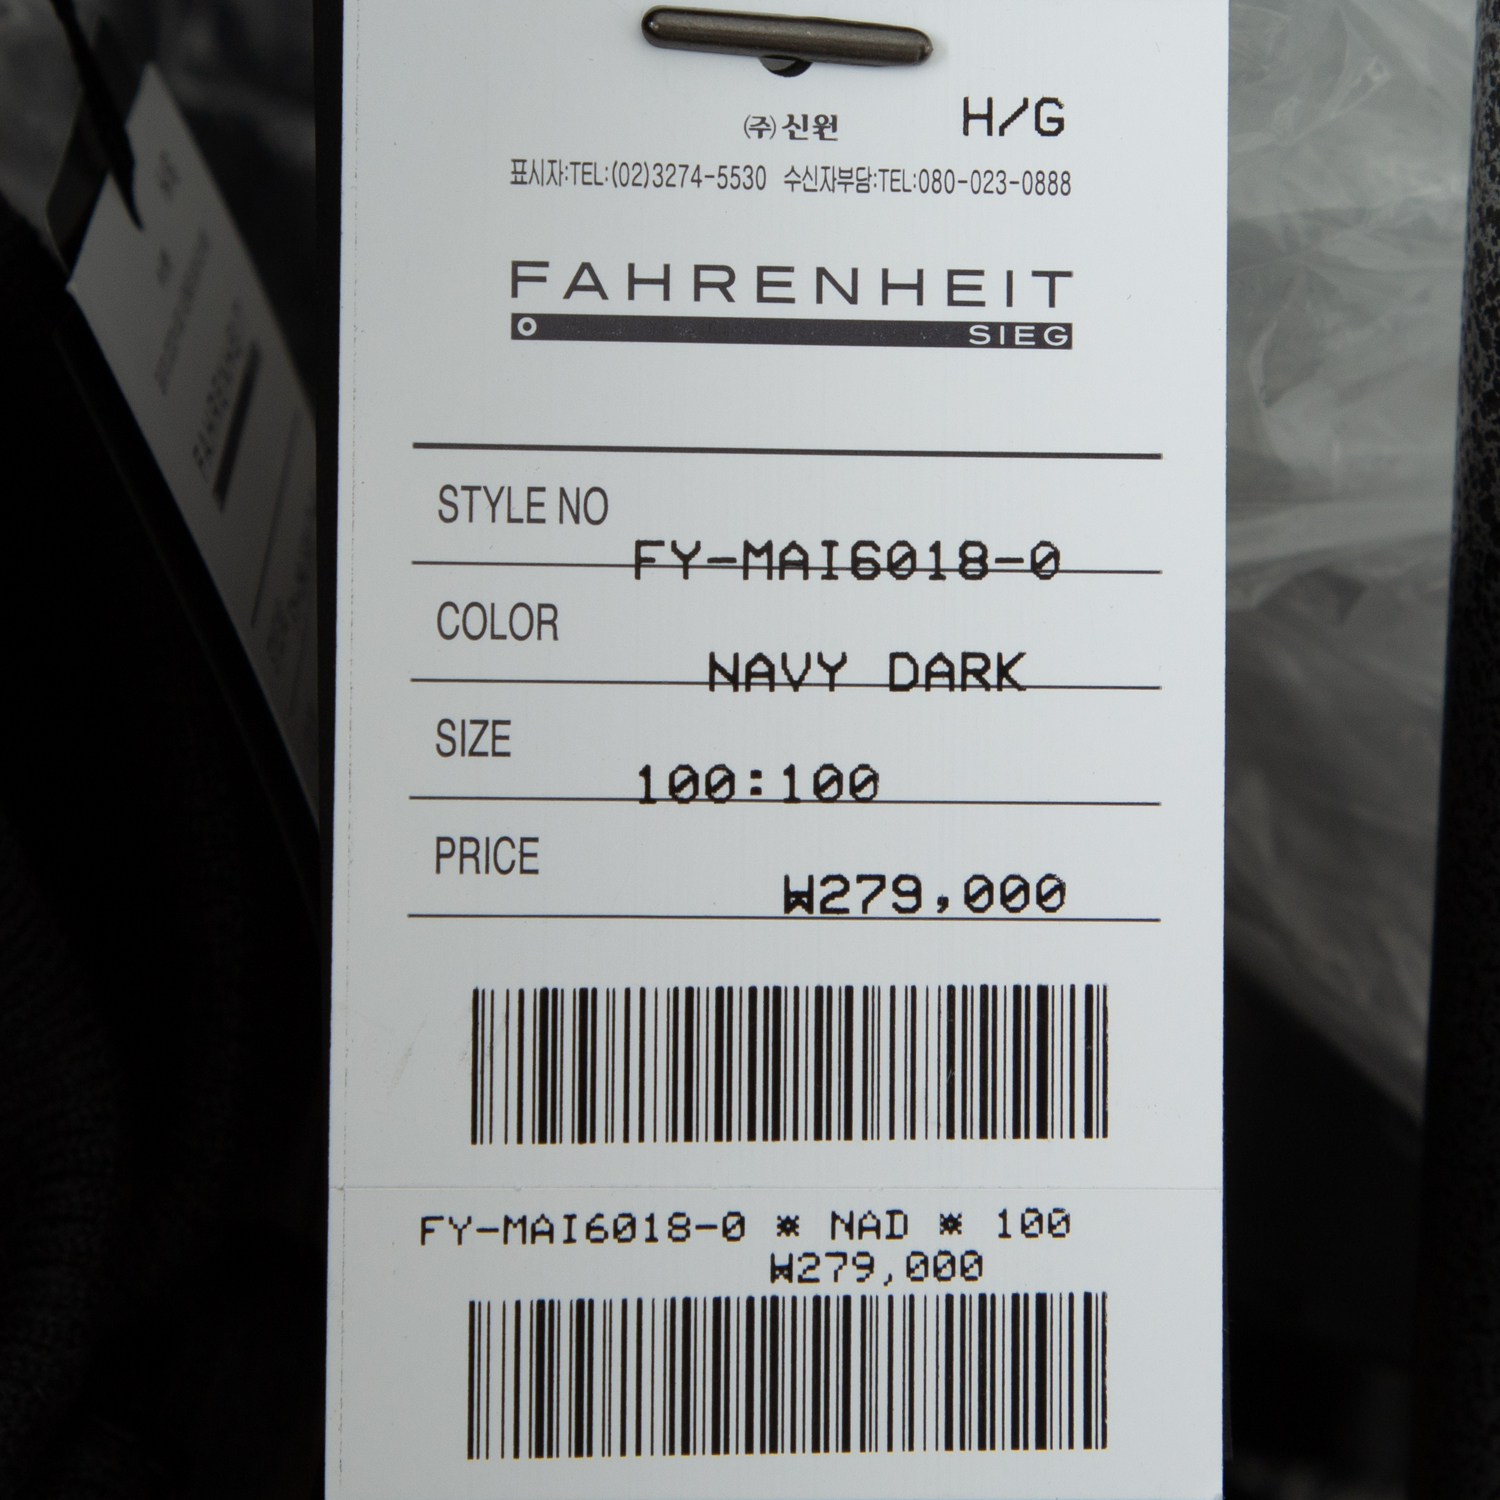 ㈜신원 H/G
표시자:TEL:(02)3274-5530 수신자부담:TEL:080-023-0888
FAHRENHEIT
SIEG
STYLE NO
FY-MAI6018-0
COLOR
NAVY DARK
SIZE
100:100
PRICE
₩279,000
FY-MAI6018-0 * NAD * 100
₩279,000